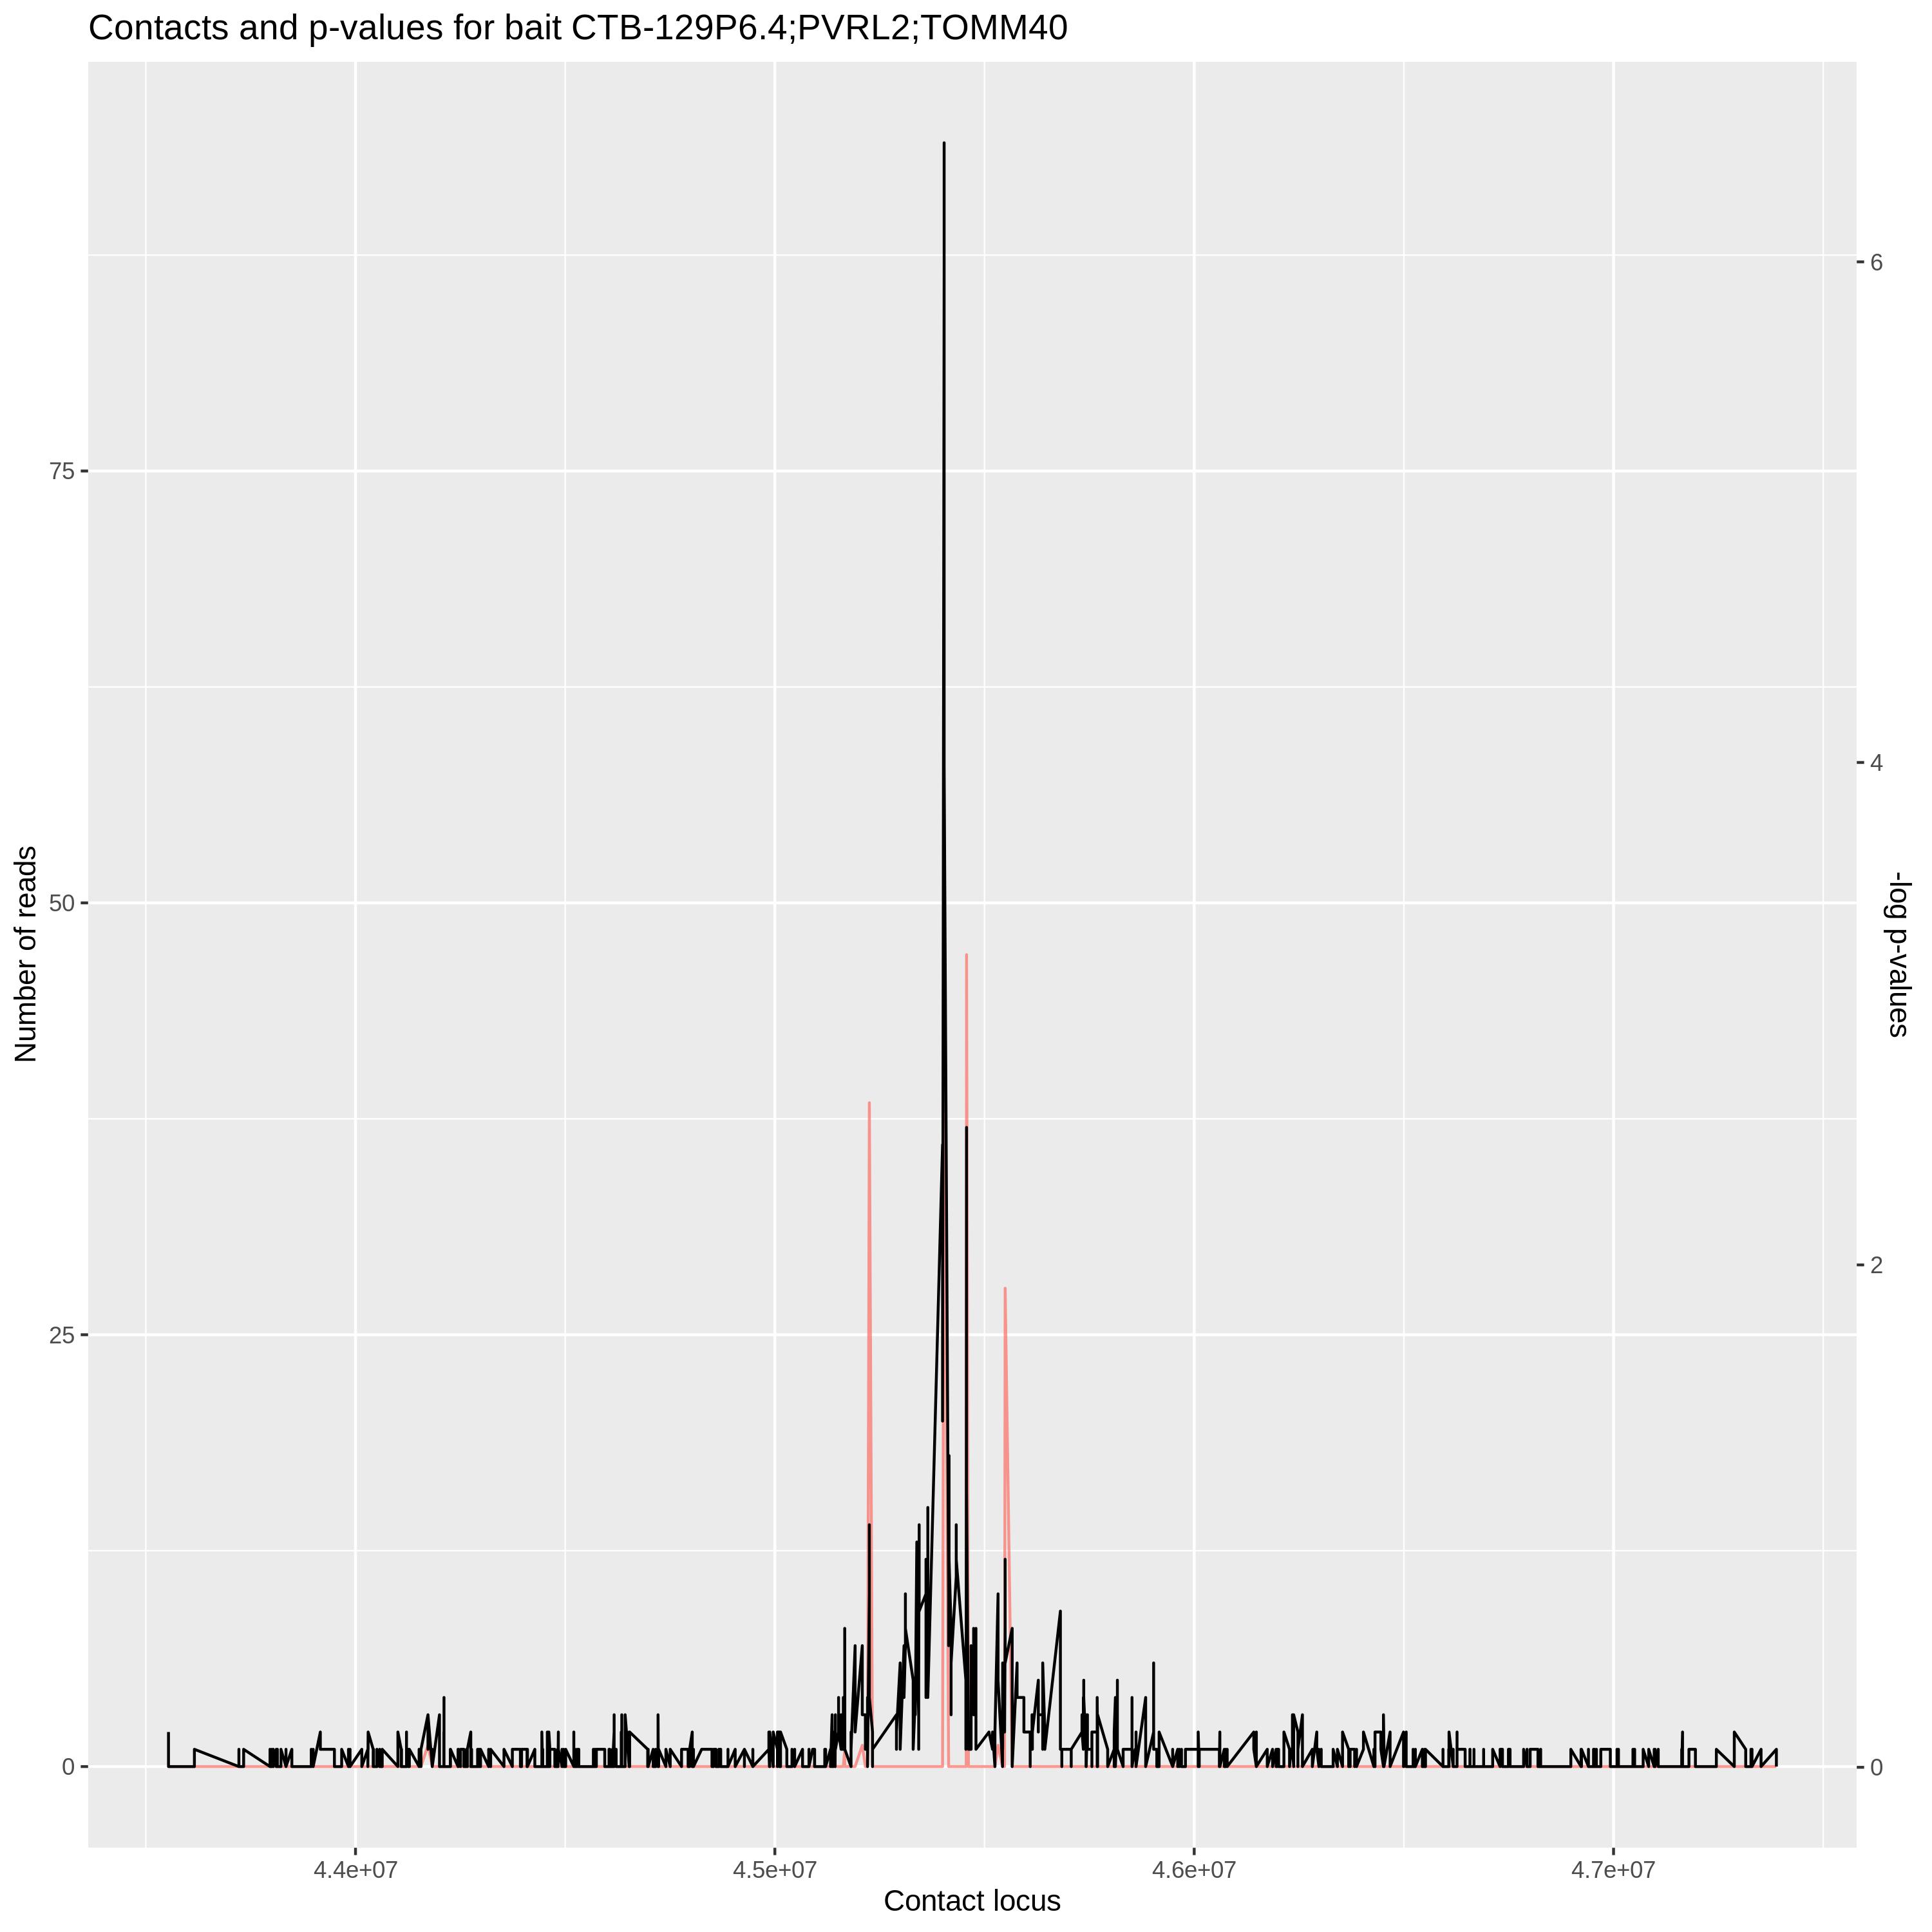 Contacts and p-values for bait CTB-129P6.4;PVRL2;TOMM40
Number of reads
75
50
25
0
6
4
2
0
-log p-values
4.4e+07 4.5e+07 4.6e+07 4.7e+07
Contact locus